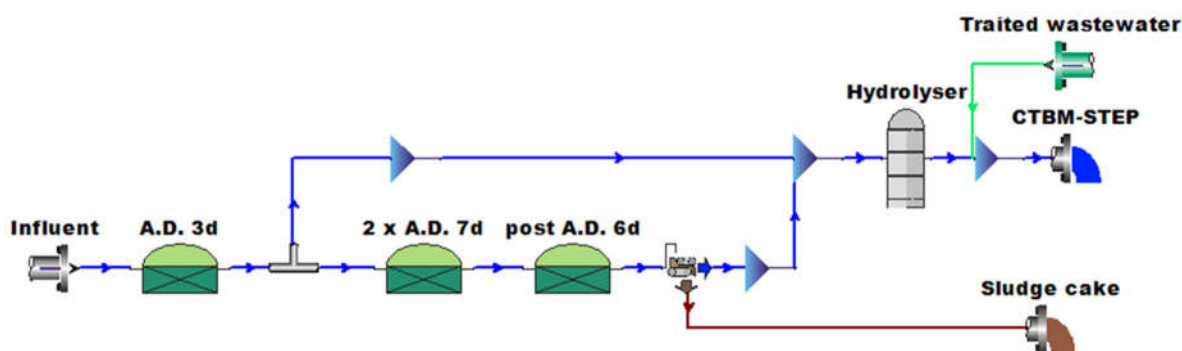 Traited wastewater
Hydrolyser
CTBM-STEP
Influent
A.D. 3d
2 x A.D. 7d
post A.D. 6d
Sludge cake